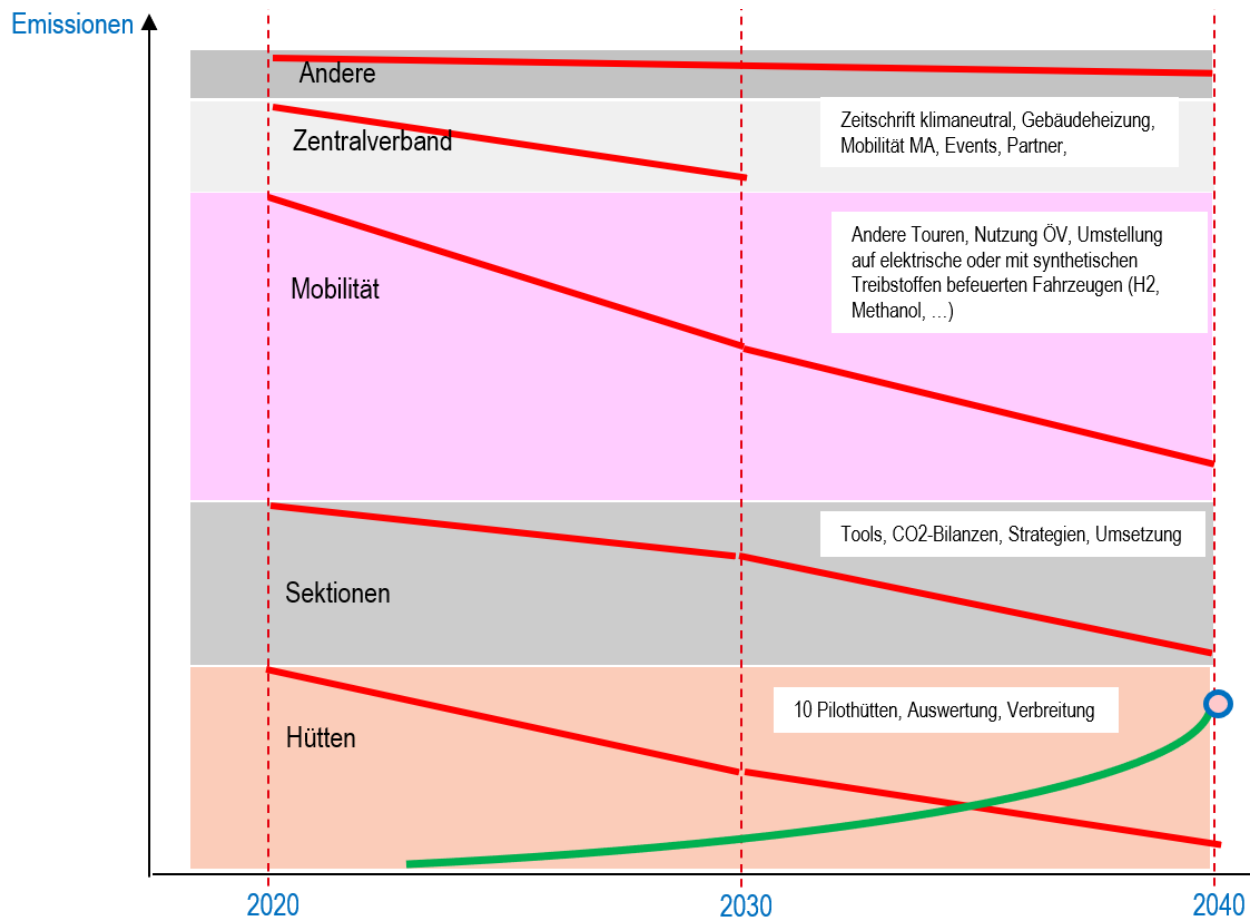 Emissionen
Andere
Zentralverband
Zeitschrift klimaneutral, Gebäudeheizung,
Mobilität MA, Events, Partner,
Mobilität
Andere Touren, Nutzung ÖV, Umstellung
auf elektrische oder mit synthetischen
Treibstoffen befeuerten Fahrzeugen (H2,
Methanol, …)
Tools, CO2-Bilanzen, Strategien, Umsetzung
Sektionen
10 Pilothütten, Auswertung, Verbreitung
Hütten
2020
2030
2040